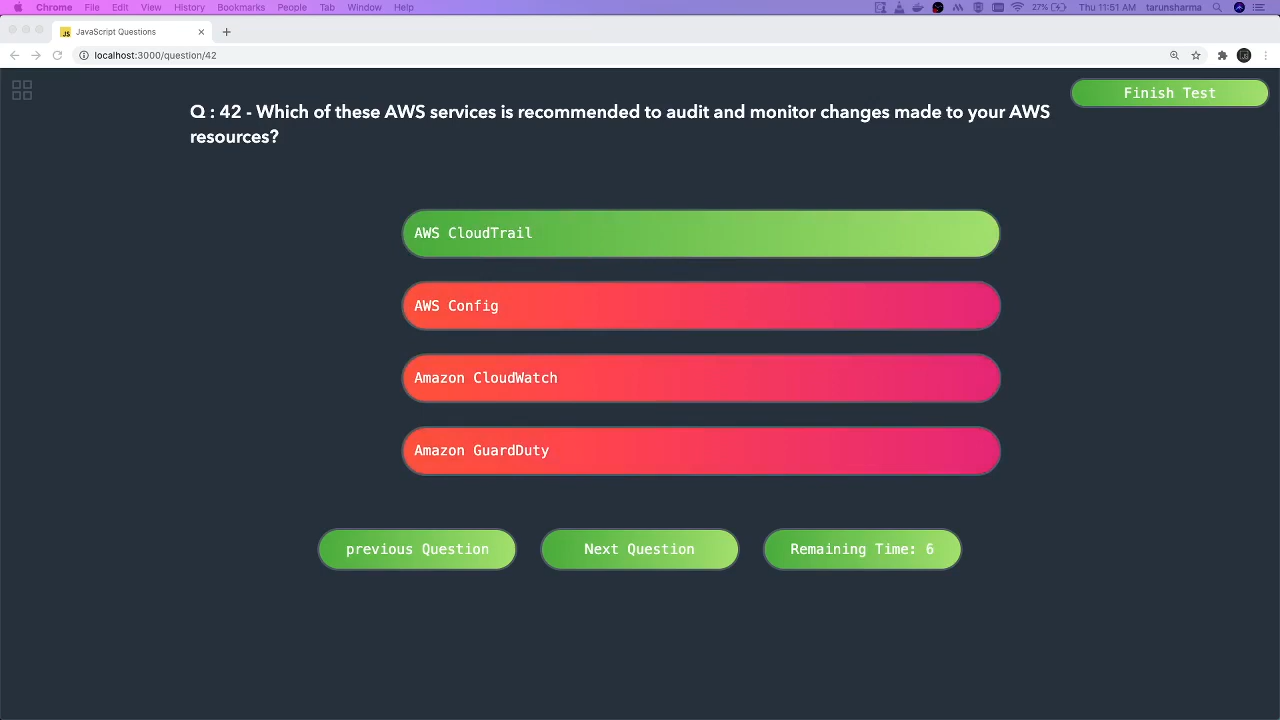 Chrome File Edit View History Bookmarks People Tab Window Help 27% Thu 11:51 AM tarunsharma
JavaScript Questions
localhost:3000/question/42
Finish Test
Q : 42 - Which of these AWS services is recommended to audit and monitor changes made to your AWS
resources?
AWS CloudTrail
AWS Config
Amazon CloudWatch
Amazon GuardDuty
previous Question Next Question Remaining Time: 6